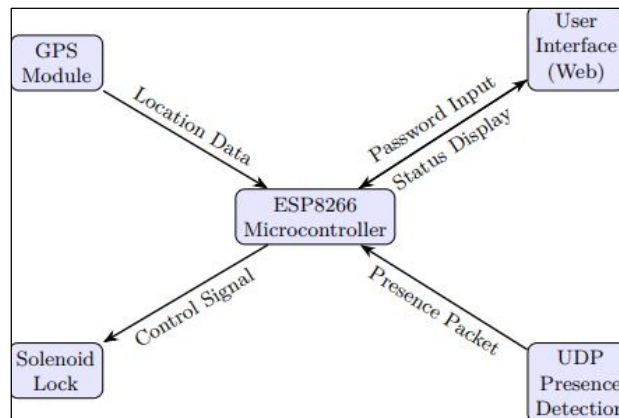 GPS
Module
User
Interface
(Web)
Location Data
Password Input
Status Display
ESP8266
Microcontroller
Control Signal
Presence Packet
Solenoid
Lock
UDP
Presence
Detection